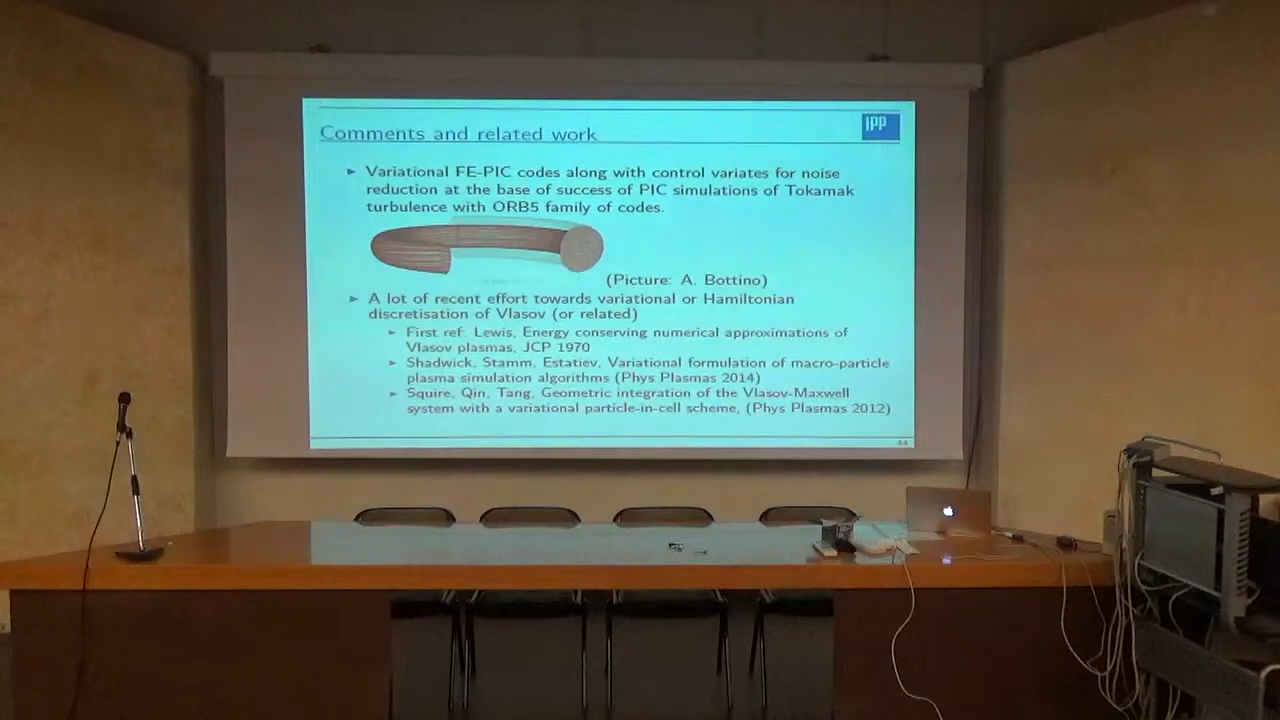 Comments and related work
IPP
Variational FE-PIC codes along with control variates for noise
reduction at the base of success of PIC simulations of Tokamak
turbulence with ORB5 family of codes.
(Picture: A. Bottino)
A lot of recent effort towards variational or Hamiltonian
discretisation of Vlasov (or related)
First ref: Lewis, Energy conserving numerical approximations of
Vlasov plasmas, JCP 1970
Shadwick, Stamm, Estatiev, Variational formulation of macro-particle
plasma simulation algorithms (Phys Plasmas 2014)
Squire, Qin, Tang, Geometric integration of the Vlasov-Maxwell
system with a variational particle-in-cell scheme, (Phys Plasmas 2012)
44